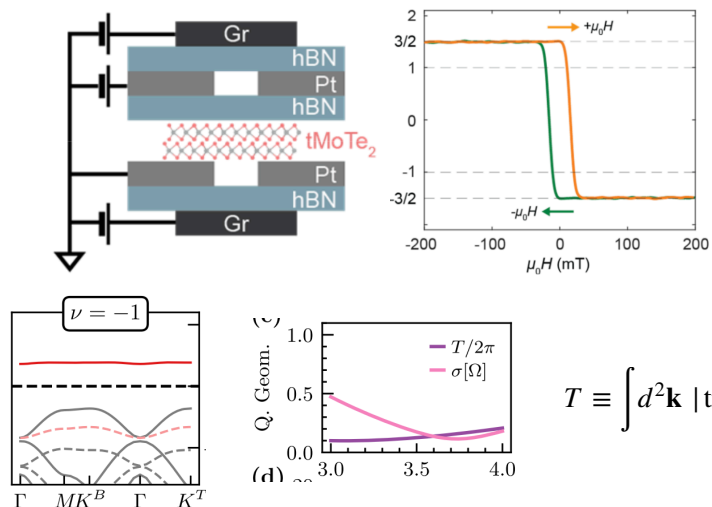 Gr
hBN
Pt
hBN
tMoTe₂
Pt
hBN
Gr
3/2
1
0
-1
-3/2
+μ₀H
-μ₀H
-200 -100 0 100 200
μ₀H (mT)
ν = −1
Γ MKᴮ Γ Kᵀ
Q. Geom.
1.0
0.5
0.0
T/2π
σ[Ω]
(d)
3.0 3.5 4.0
T ≡ ∫ d²𝐤 |t